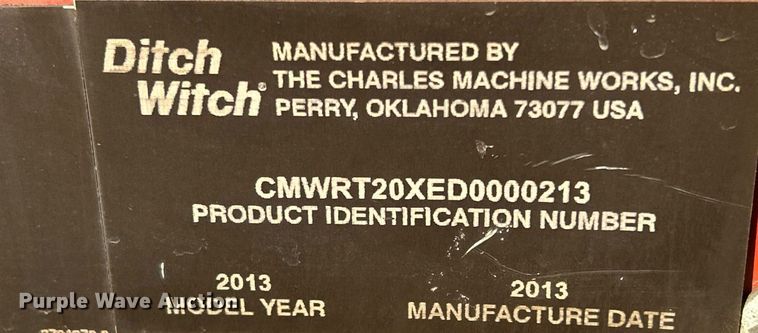 Ditch Witch®
MANUFACTURED BY
THE CHARLES MACHINE WORKS, INC.
PERRY, OKLAHOMA 73077 USA
CMWRT20XED0000213
PRODUCT IDENTIFICATION NUMBER
2013
MODEL YEAR
2013
MANUFACTURE DATE
Purple Wave Auction